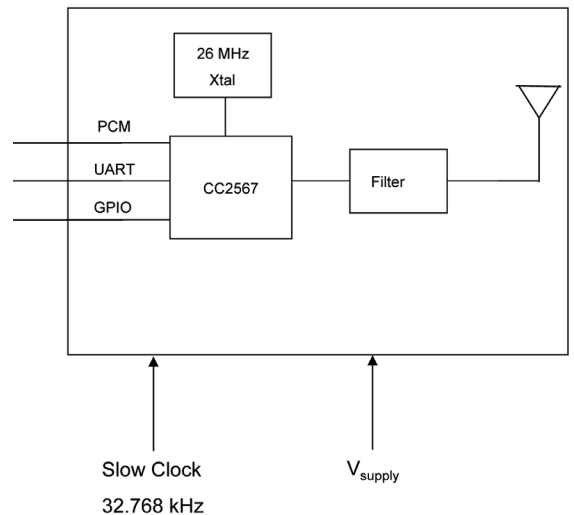 26 MHz
Xtal
PCM
UART
GPIO
CC2567
Filter
Slow Clock
32.768 kHz
Vsupply